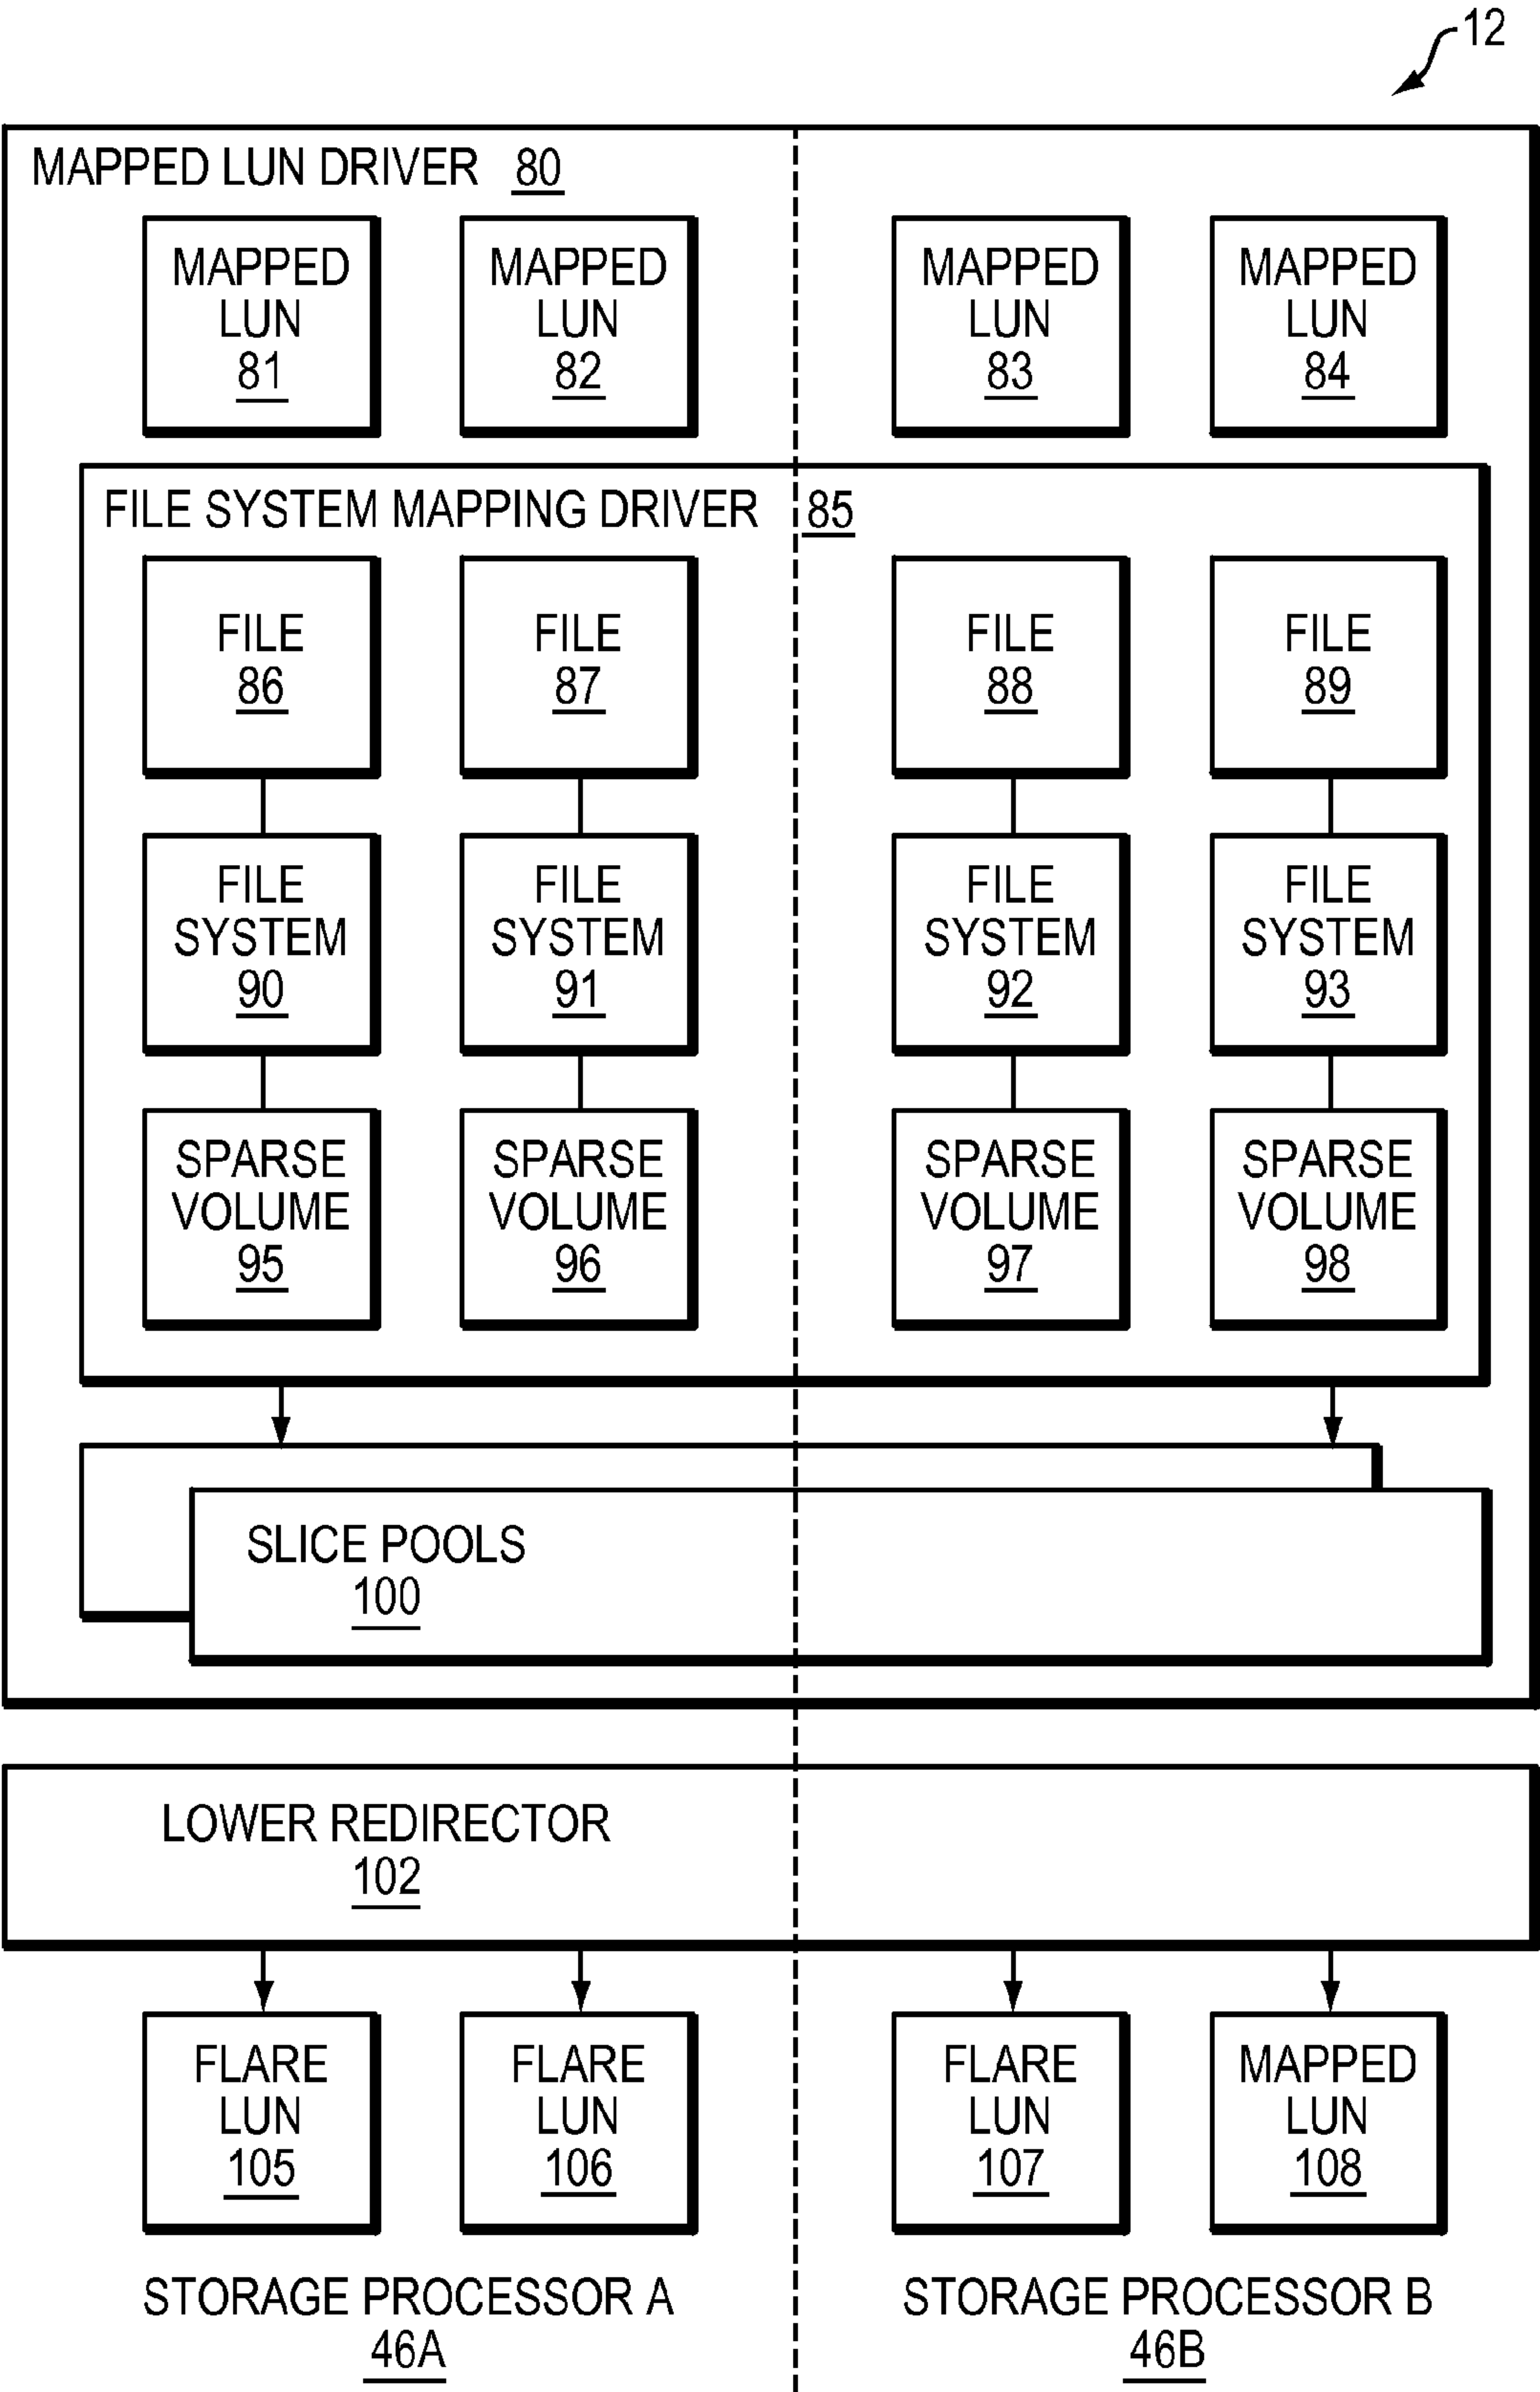 12
MAPPED LUN DRIVER 80
MAPPED MAPPED MAPPED MAPPED
LUN LUN LUN LUN
81 82 83 84
FILE SYSTEM MAPPING DRIVER 85
FILE FILE FILE FILE
86 87 88 89
FILE FILE FILE FILE
SYSTEM SYSTEM SYSTEM SYSTEM
90 91 92 93
SPARSE SPARSE SPARSE SPARSE
VOLUME VOLUME VOLUME VOLUME
95 96 97 98
SLICE POOLS
100
LOWER REDIRECTOR
102
FLARE FLARE FLARE MAPPED
LUN LUN LUN LUN
105 106 107 108
STORAGE PROCESSOR A STORAGE PROCESSOR B
46A 46B